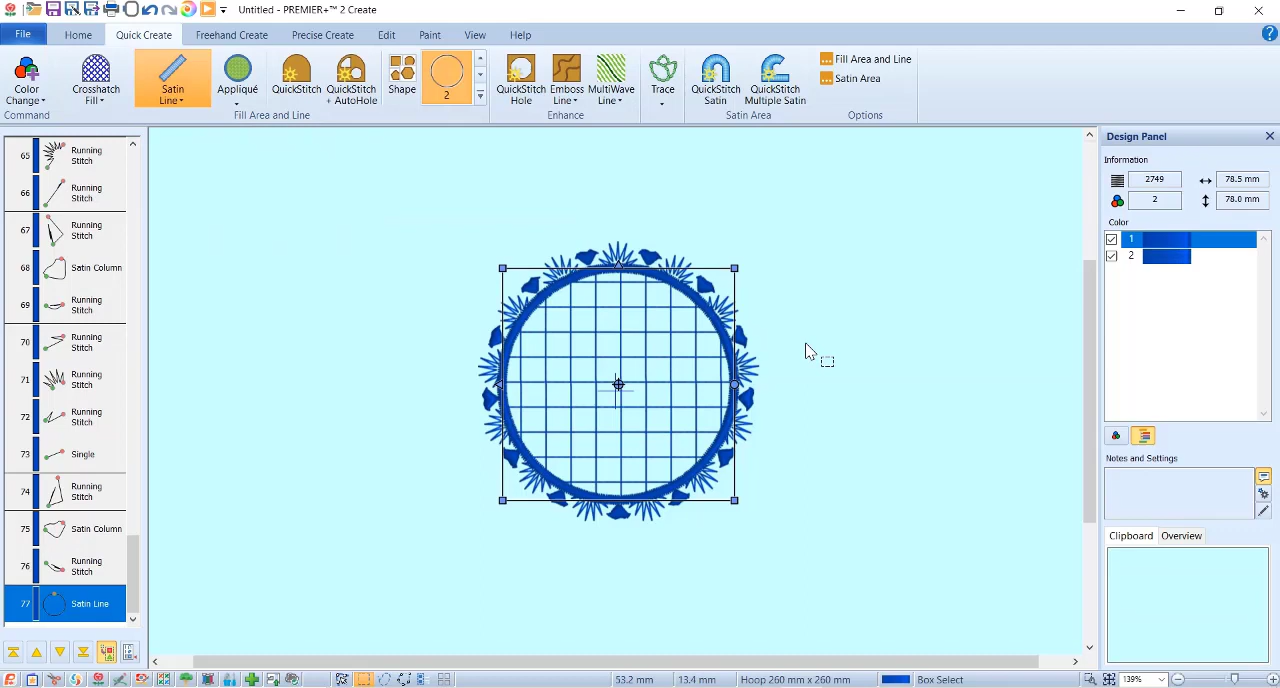 Untitled - PREMIER+™ 2 Create
File Home Quick Create Freehand Create Precise Create Edit Paint View Help
Color Change
Crosshatch Fill
Satin Line
Appliqué
QuickStitch
QuickStitch + AutoHole
Shape
2
QuickStitch Hole
Emboss Line
MultiWave Line
Trace
QuickStitch Satin
QuickStitch Multiple Satin
Fill Area and Line
Satin Area
Command
Fill Area and Line
Enhance
Satin Area
Options
65 Running Stitch
66 Running Stitch
67 Running Stitch
68 Satin Column
69 Running Stitch
70 Running Stitch
71 Running Stitch
72 Running Stitch
73 Single
74 Running Stitch
75 Satin Column
76 Running Stitch
77 Satin Line
Design Panel
Information
2749 78.5 mm
2 78.0 mm
Color
1
2
Notes and Settings
Clipboard Overview
53.2 mm 13.4 mm Hoop 260 mm x 260 mm Box Select 139%